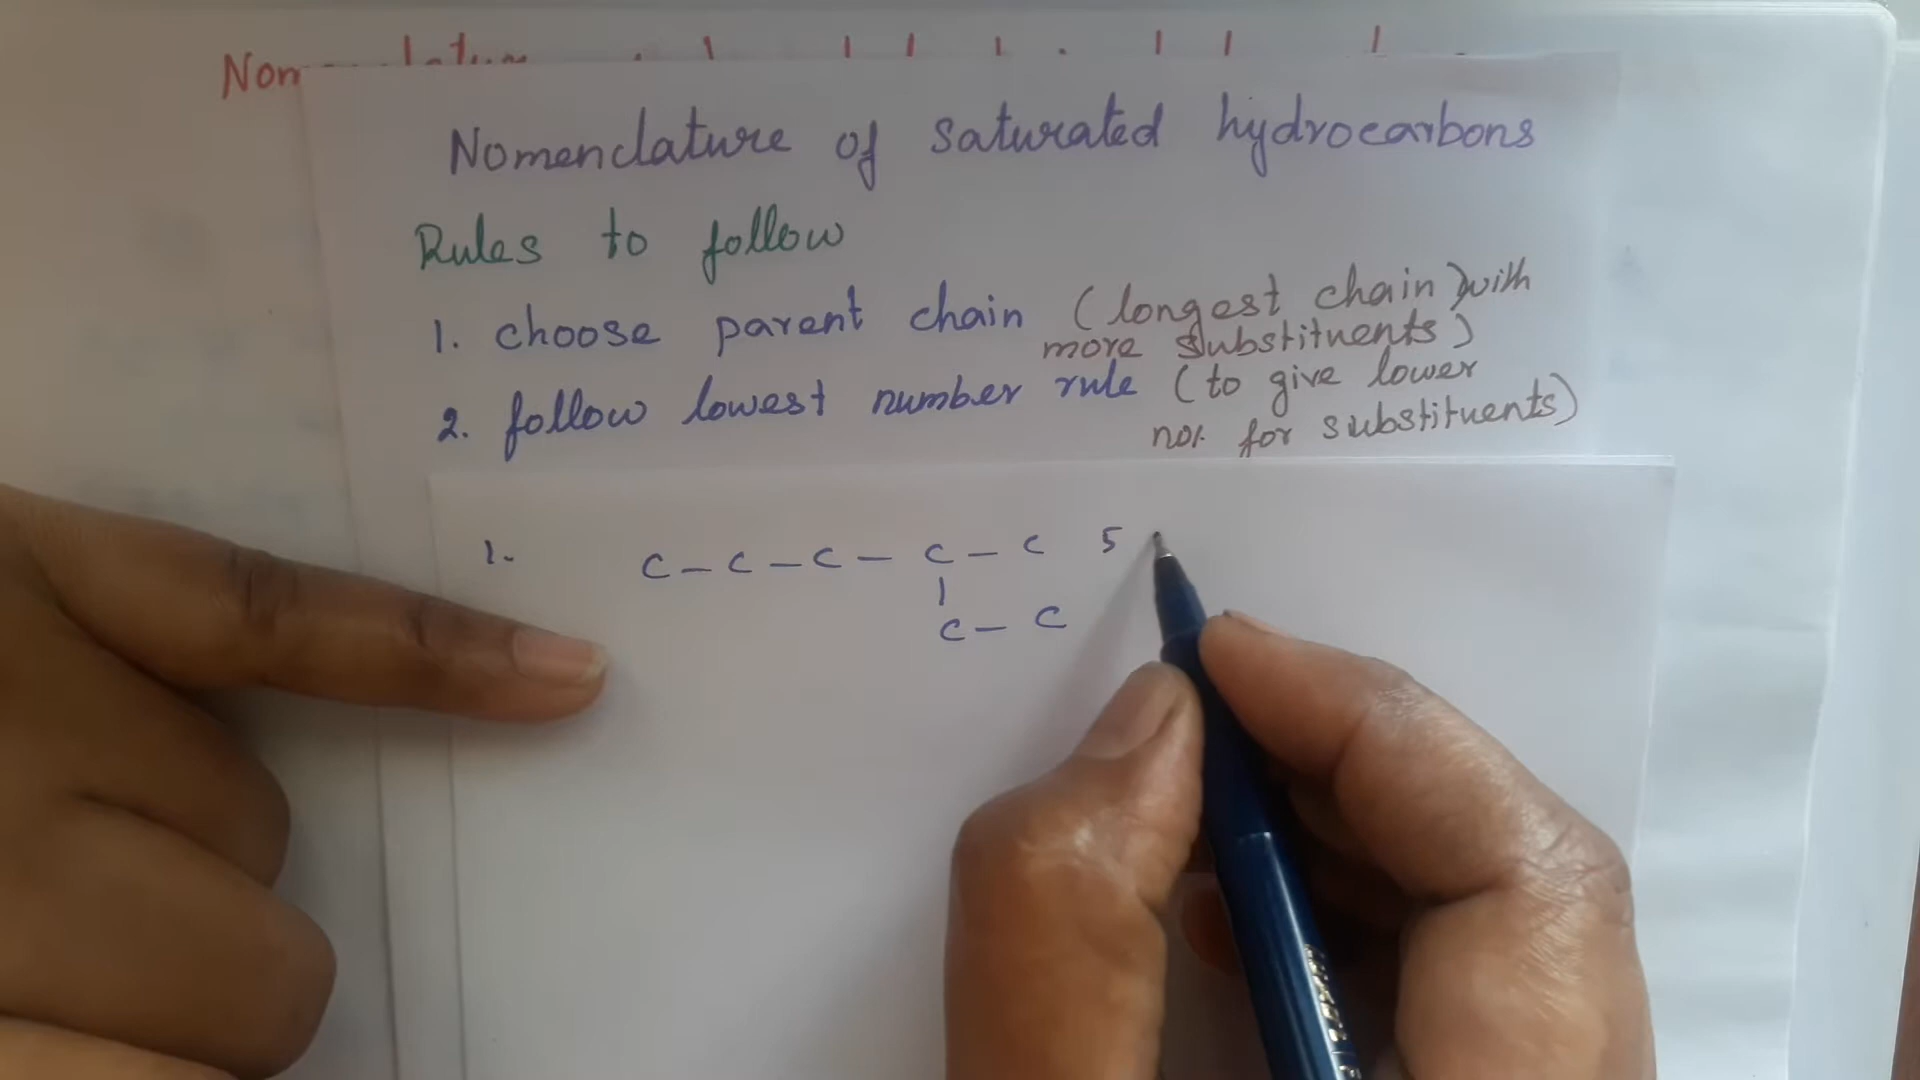 Nomenclature of saturated hydrocarbons
Rules to follow
1. choose parent chain (longest chain) with
more substituents)
2. follow lowest number rule (to give lower
no. for substituents)
1. C - C - C - C - C 5
|
C - C